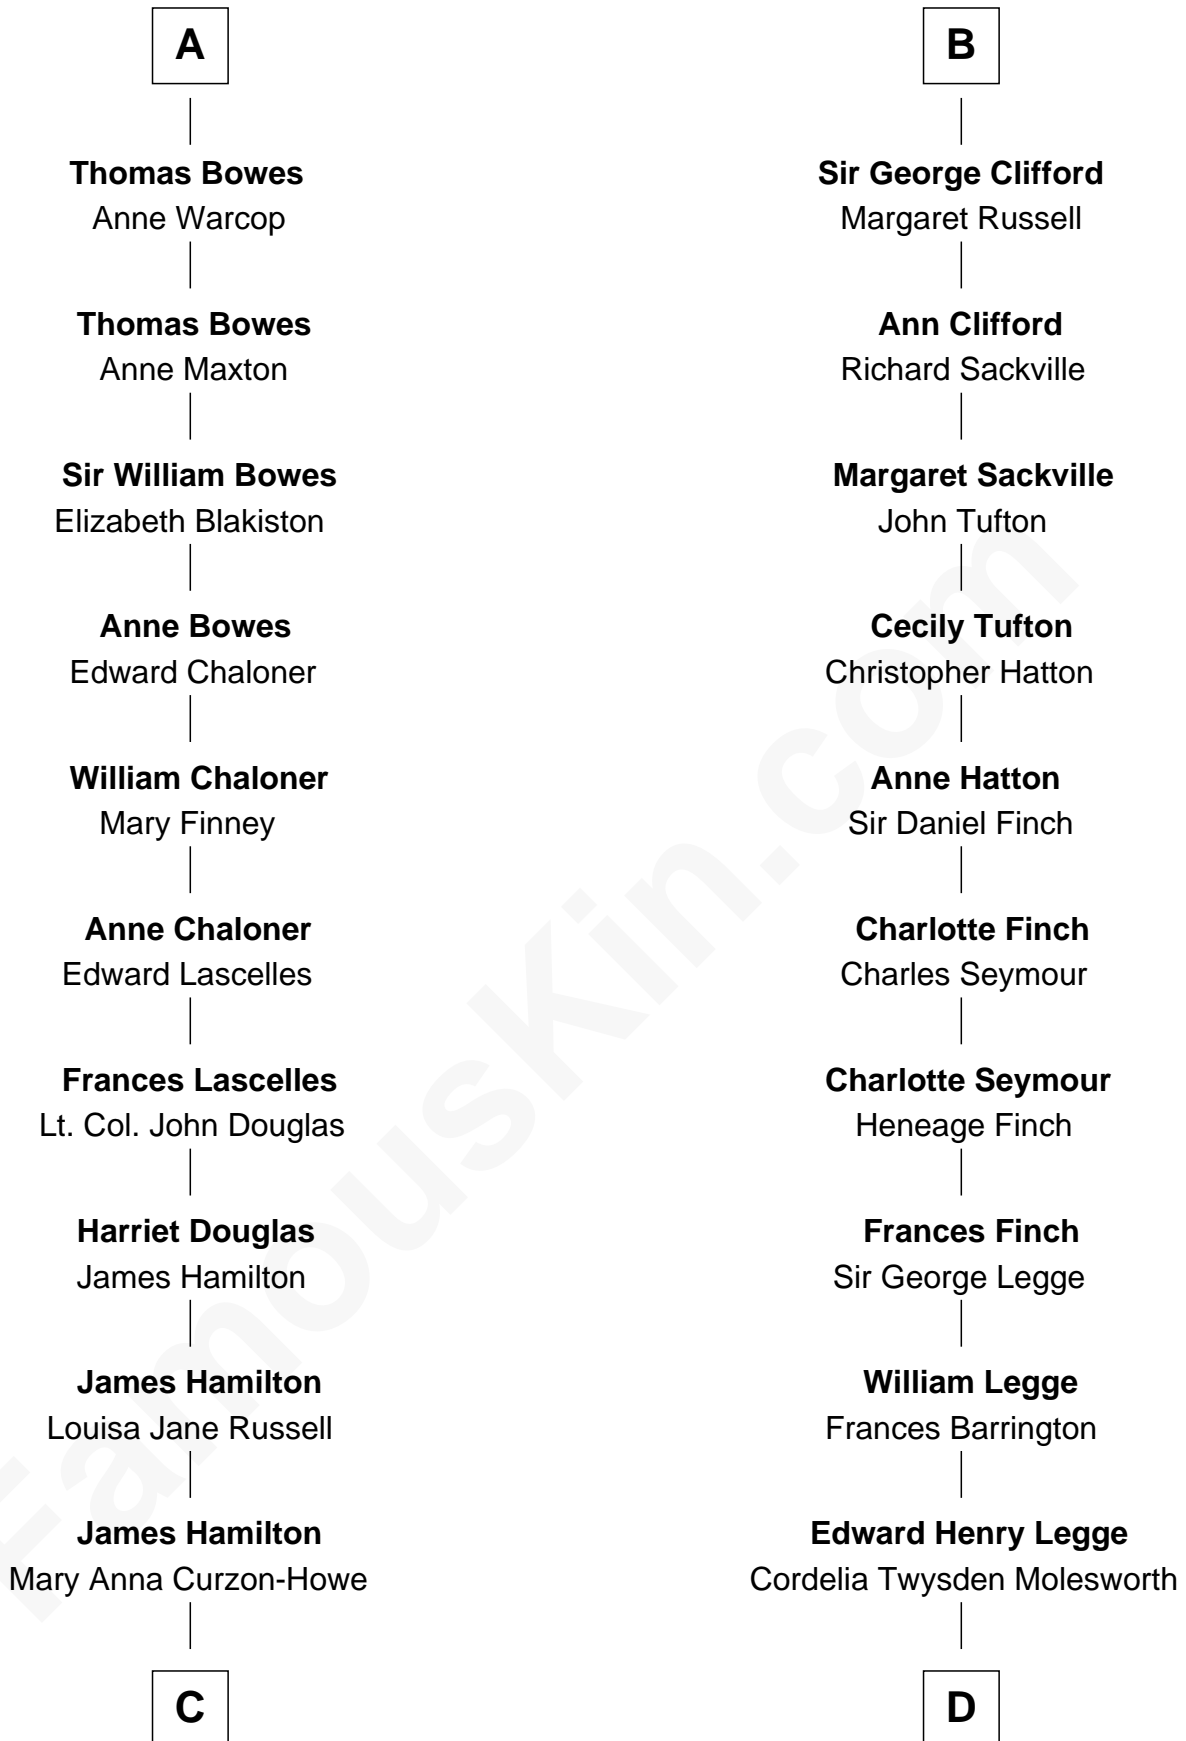 A
Thomas Bowes
Anne Warcop
Thomas Bowes
Anne Maxton
Sir William Bowes
Elizabeth Blakiston
Anne Bowes
Edward Chaloner
William Chaloner
Mary Finney
Anne Chaloner
Edward Lascelles
Frances Lascelles
Lt. Col. John Douglas
Harriet Douglas
James Hamilton
James Hamilton
Louisa Jane Russell
James Hamilton
Mary Anna Curzon-Howe
C
B
Sir George Clifford
Margaret Russell
Ann Clifford
Richard Sackville
Margaret Sackville
John Tufton
Cecily Tufton
Christopher Hatton
Anne Hatton
Sir Daniel Finch
Charlotte Finch
Charles Seymour
Charlotte Seymour
Heneage Finch
Frances Finch
Sir George Legge
William Legge
Frances Barrington
Edward Henry Legge
Cordelia Twysden Molesworth
D
FamousKin.com